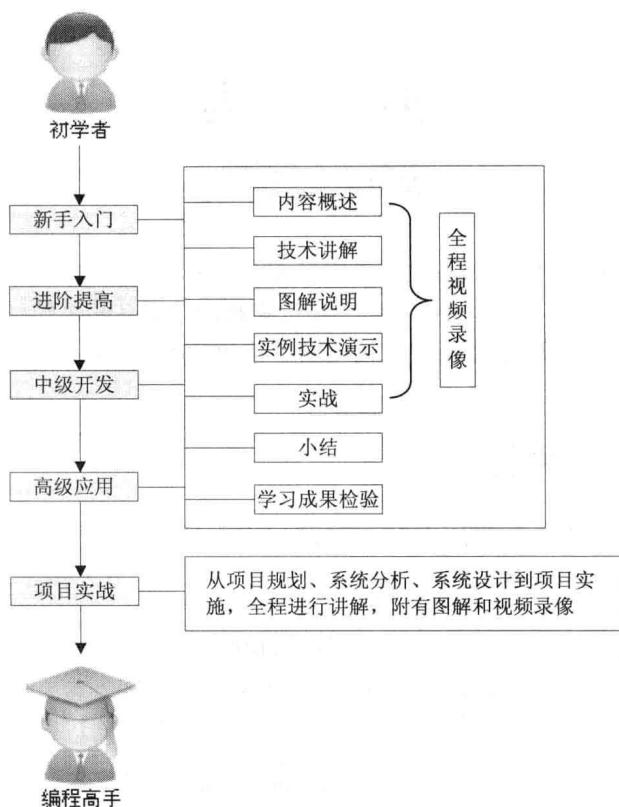 初学者
新手入门
进阶提高
中级开发
高级应用
项目实战
编程高手
内容概述
技术讲解
图解说明
实例技术演示
实战
小结
学习成果检验
全程视频录像
从项目规划、系统分析、系统设计到项目实
施，全程进行讲解，附有图解和视频录像